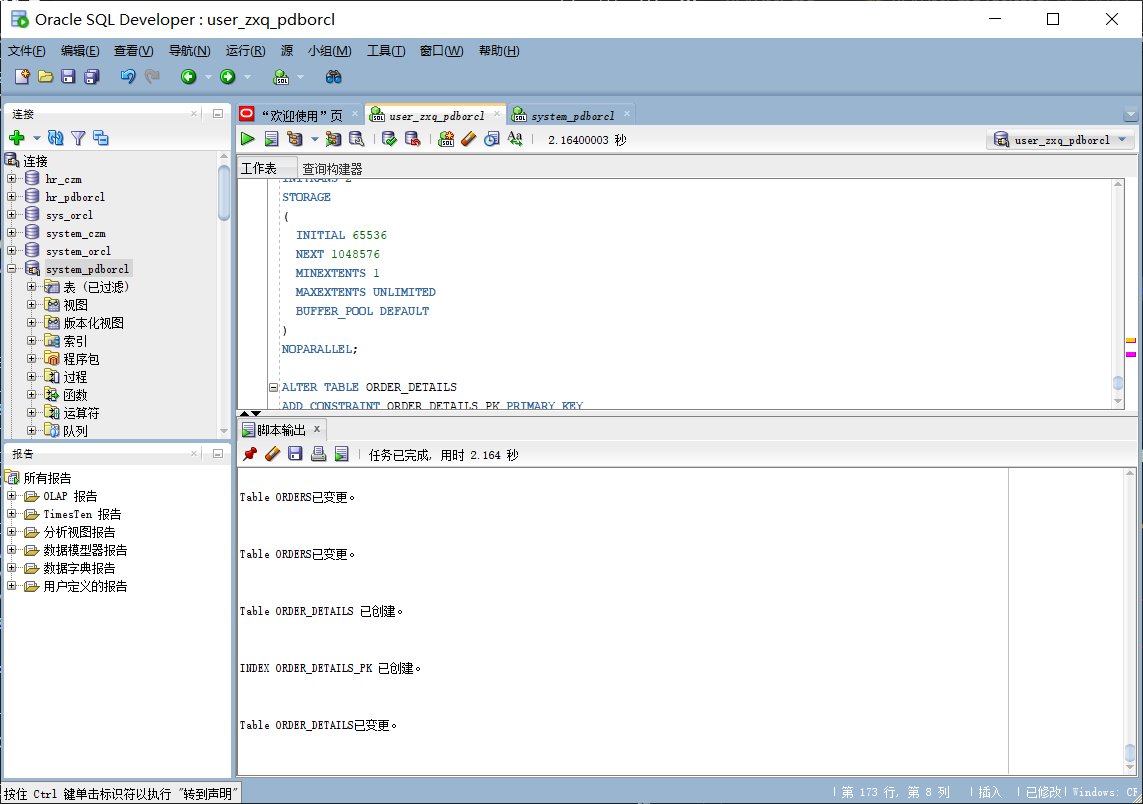 Oracle SQL Developer : user_zxq_pdborcl
文件(F) 编辑(E) 查看(V) 导航(N) 运行(R) 源 小组(M) 工具(T) 窗口(W) 帮助(H)
连接
连接
hr_czm
hr_pdborcl
sys_orcl
system_czm
system_orcl
system_pdborcl
表 (已过滤)
视图
版本化视图
索引
程序包
过程
函数
运算符
队列
报告
所有报告
OLAP 报告
TimesTen 报告
分析视图报告
数据模型器报告
数据字典报告
用户定义的报告
“欢迎使用”页 user_zxq_pdborcl system_pdborcl
2.16400003 秒 user_zxq_pdborcl
工作表 查询构建器
INITRANS 2
STORAGE
(
INITIAL 65536
NEXT 1048576
MINEXTENTS 1
MAXEXTENTS UNLIMITED
BUFFER_POOL DEFAULT
)
NOPARALLEL;
ALTER TABLE ORDER_DETAILS
ADD CONSTRAINT ORDER_DETAILS_PK PRIMARY KEY
脚本输出 x
任务已完成, 用时 2.164 秒
Table ORDERS已变更。
Table ORDERS已变更。
Table ORDER_DETAILS 已创建。
INDEX ORDER_DETAILS_PK 已创建。
Table ORDER_DETAILS已变更。
按住 Ctrl 键单击标识符以执行 "转到声明"
第 173 行, 第 8 列 插入 已修改 Windows: CR